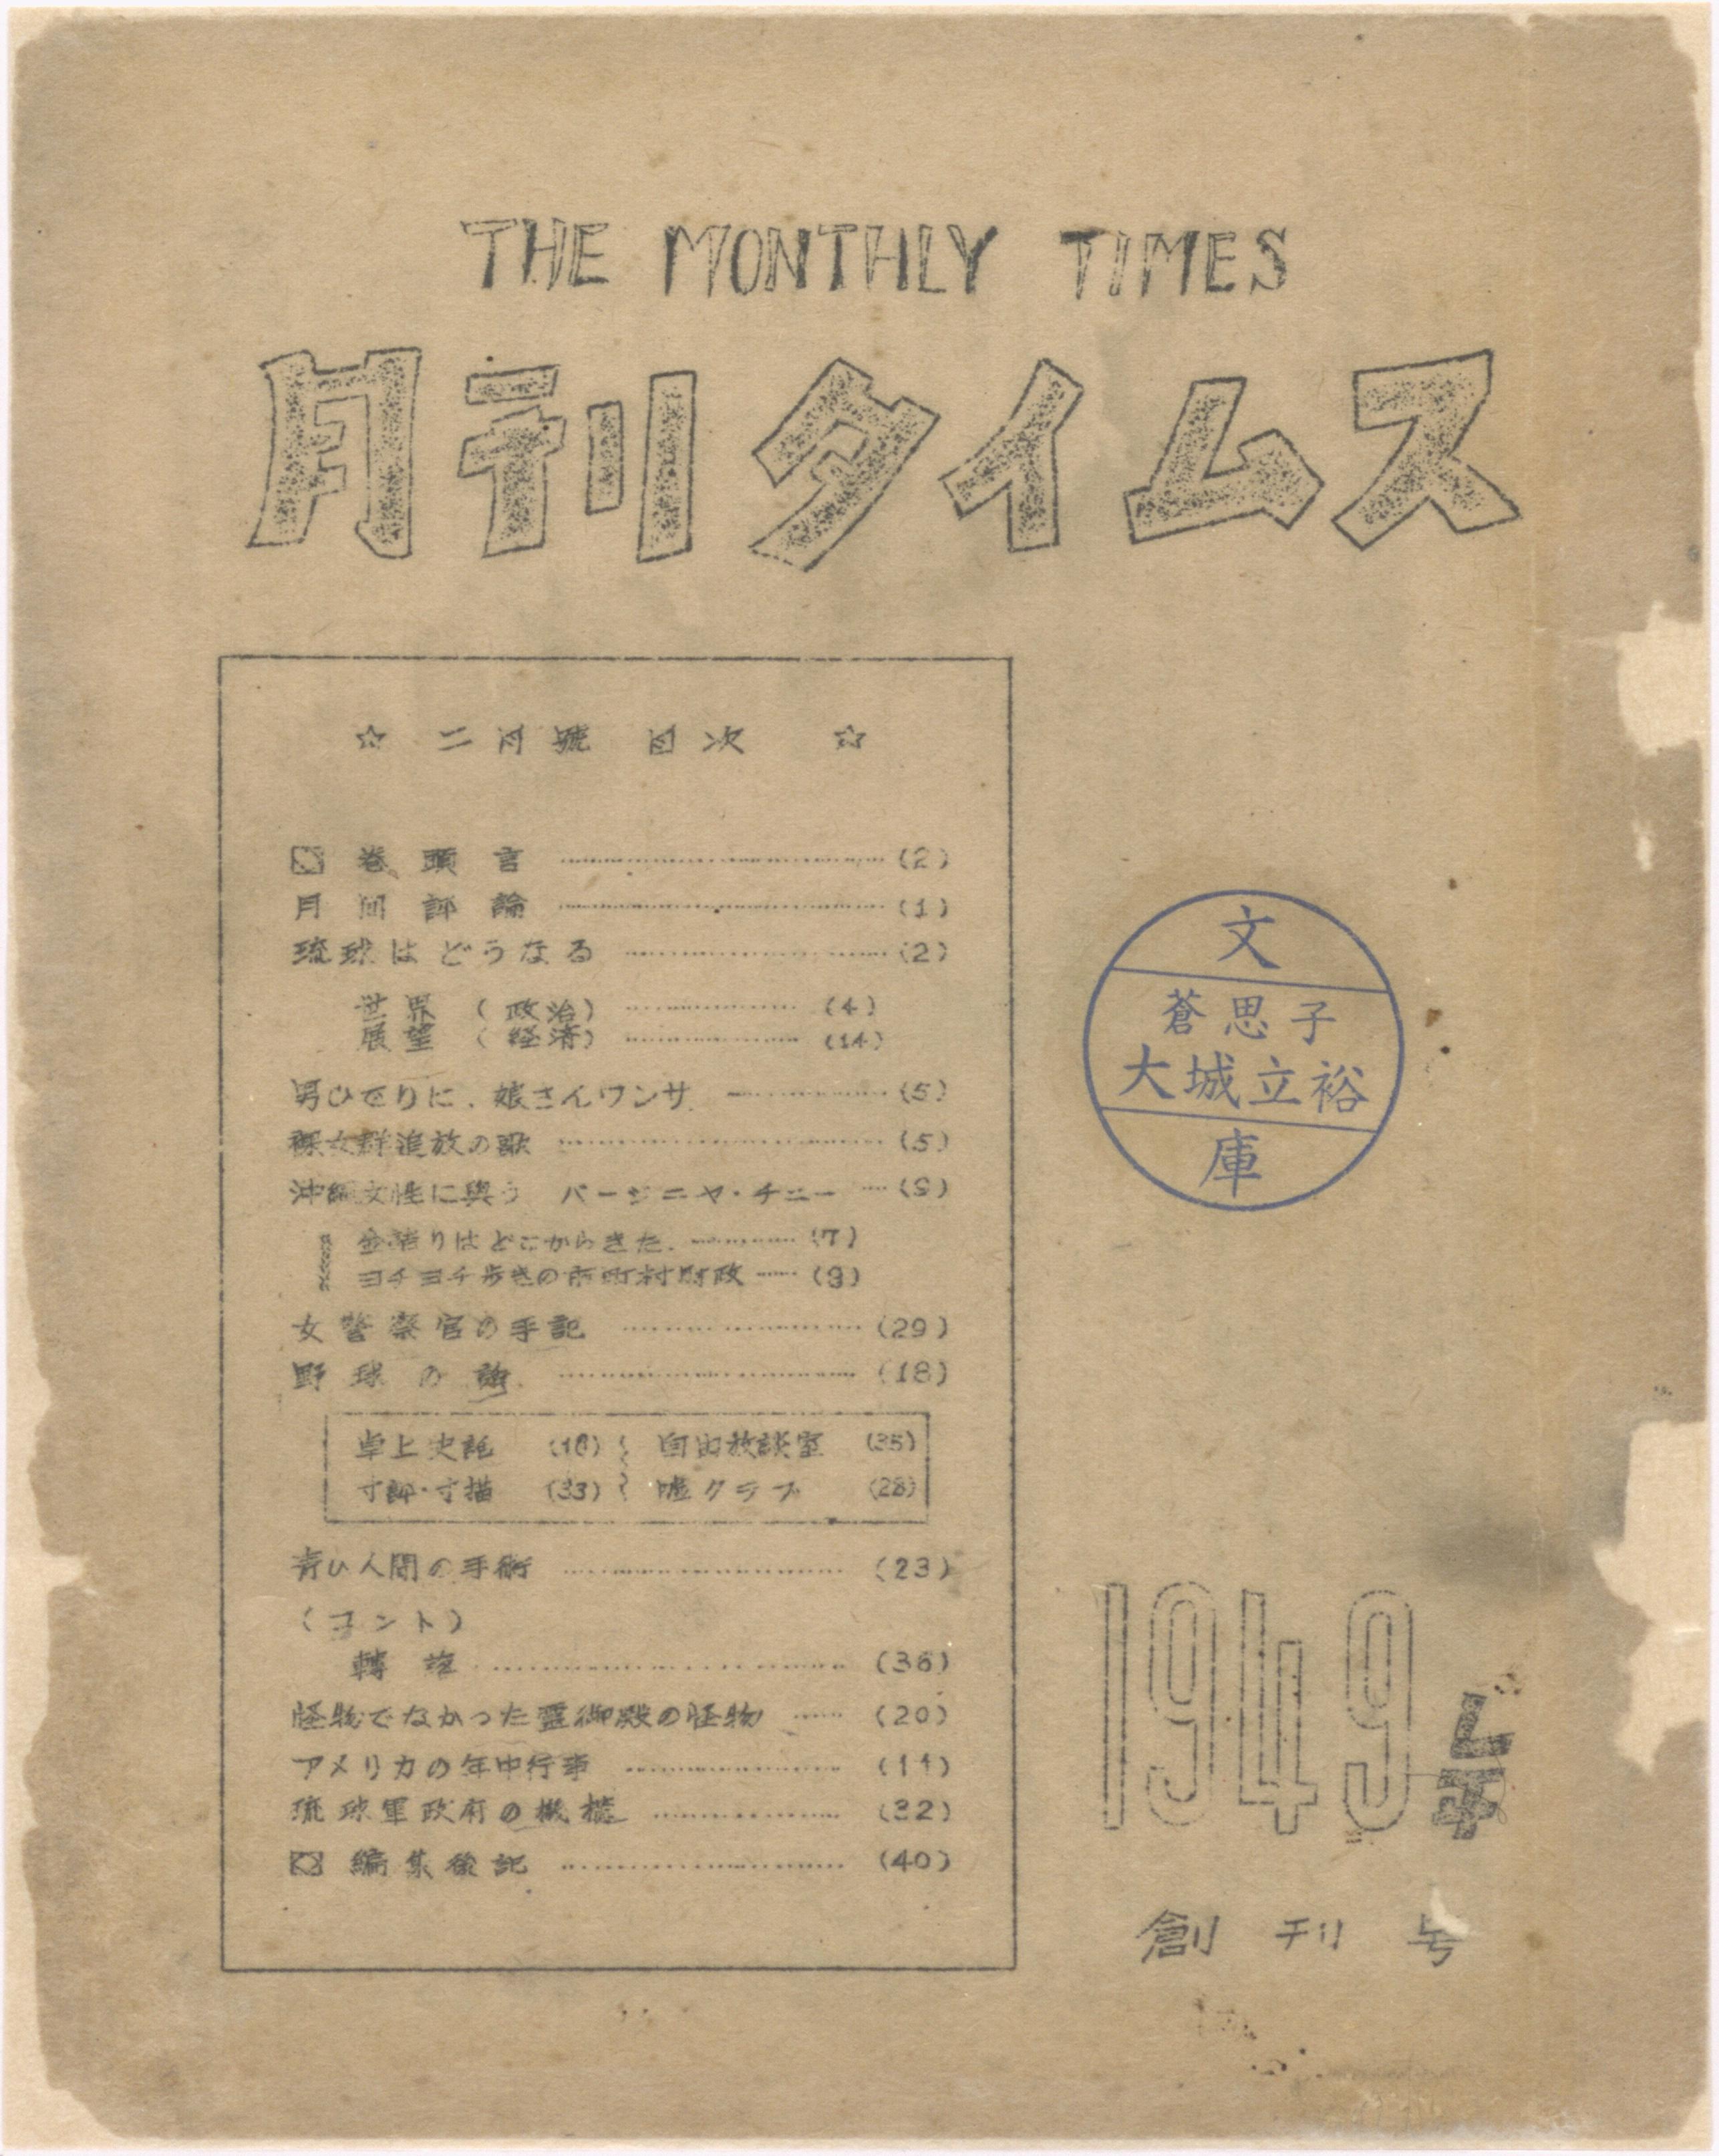 THE MONTHLY TIMES
月刊タイムス
☆ 二月號 目次 ☆
巻頭言 (2)
月間評論 (1)
琉球はどうなる (2)
世界 (政治) (4)
展望 (経済) (14)
男ひでりに、娘さんワンサ (5)
裸女群追放の歌 (5)
沖縄女性に與う バージニヤ・チニー
金詰りはどこからきた (7)
ヨチヨチ歩きの市町村財政 (9)
女警察官の手記 (29)
野球の (18)
卓上史 (16) 自由放談室 (35)
寸評・寸描 (33) 嘘クラブ (28)
青い人間の手術 (23)
(コント)
轉 (36)
怪物でなかった霊御殿の怪物 (20)
アメリカの年中行事 (11)
琉球軍政府の機構 (32)
編集後記 (40)
文
蒼思子
大城立裕
庫
1949年
創刊号